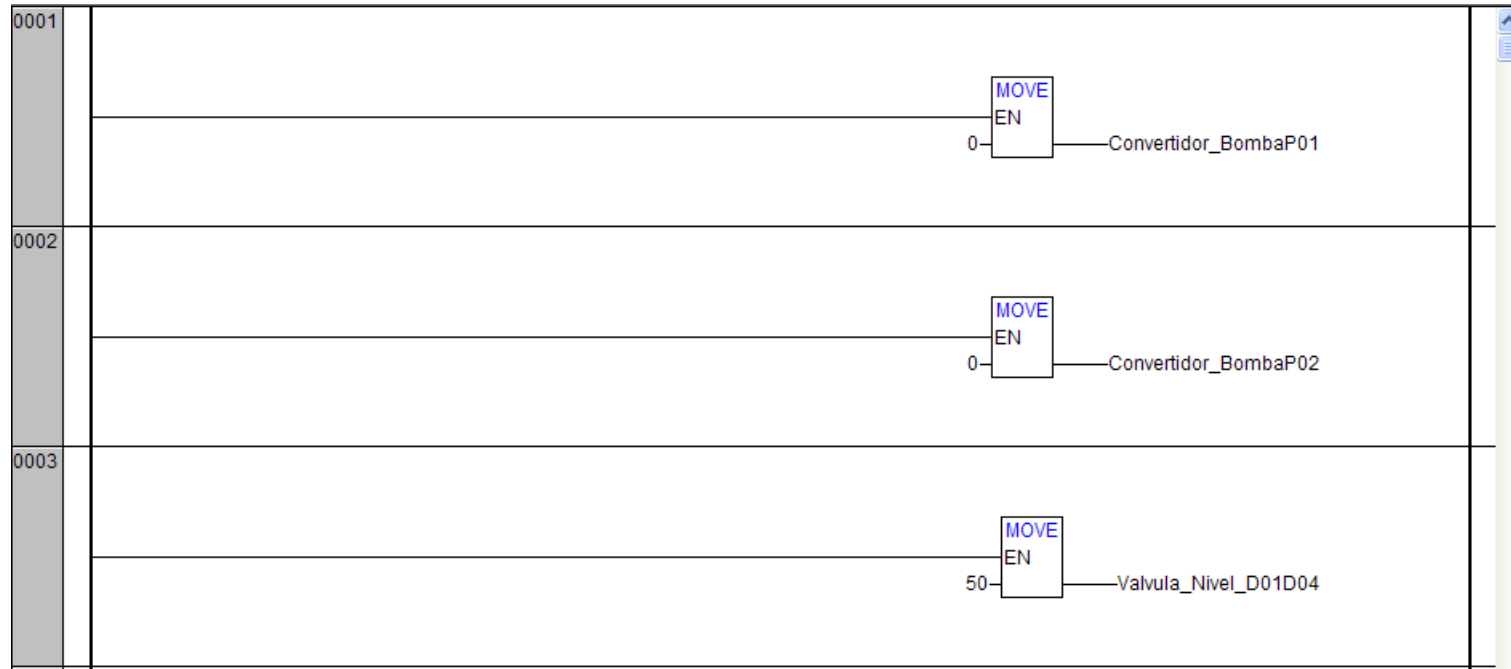 0001
MOVE
EN
0
Convertidor_BombaP01
0002
MOVE
EN
0
Convertidor_BombaP02
0003
MOVE
EN
50
Valvula_Nivel_D01D04